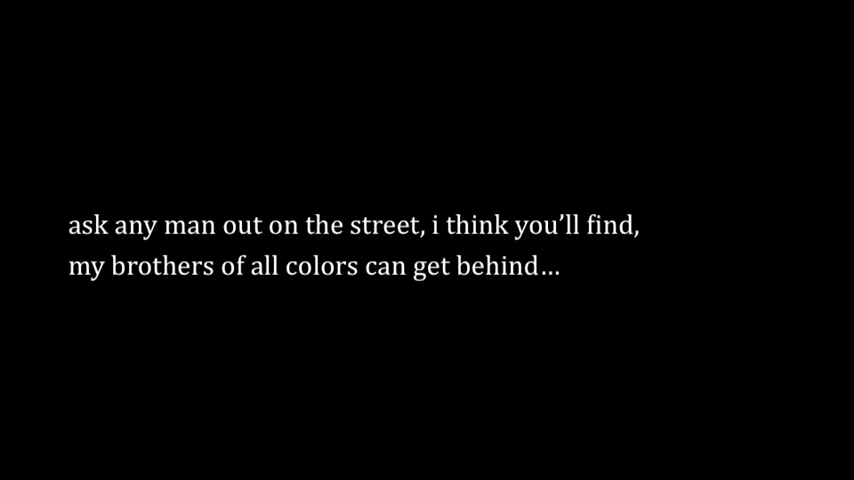 ask any man out on the street, i think you’ll find,
my brothers of all colors can get behind…